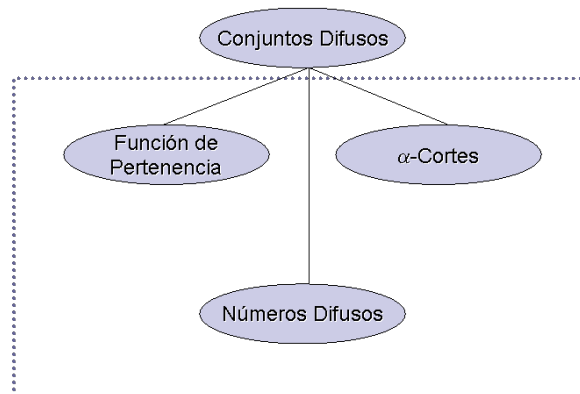 Conjuntos Difusos
Función de
Pertenencia
α-Cortes
Números Difusos